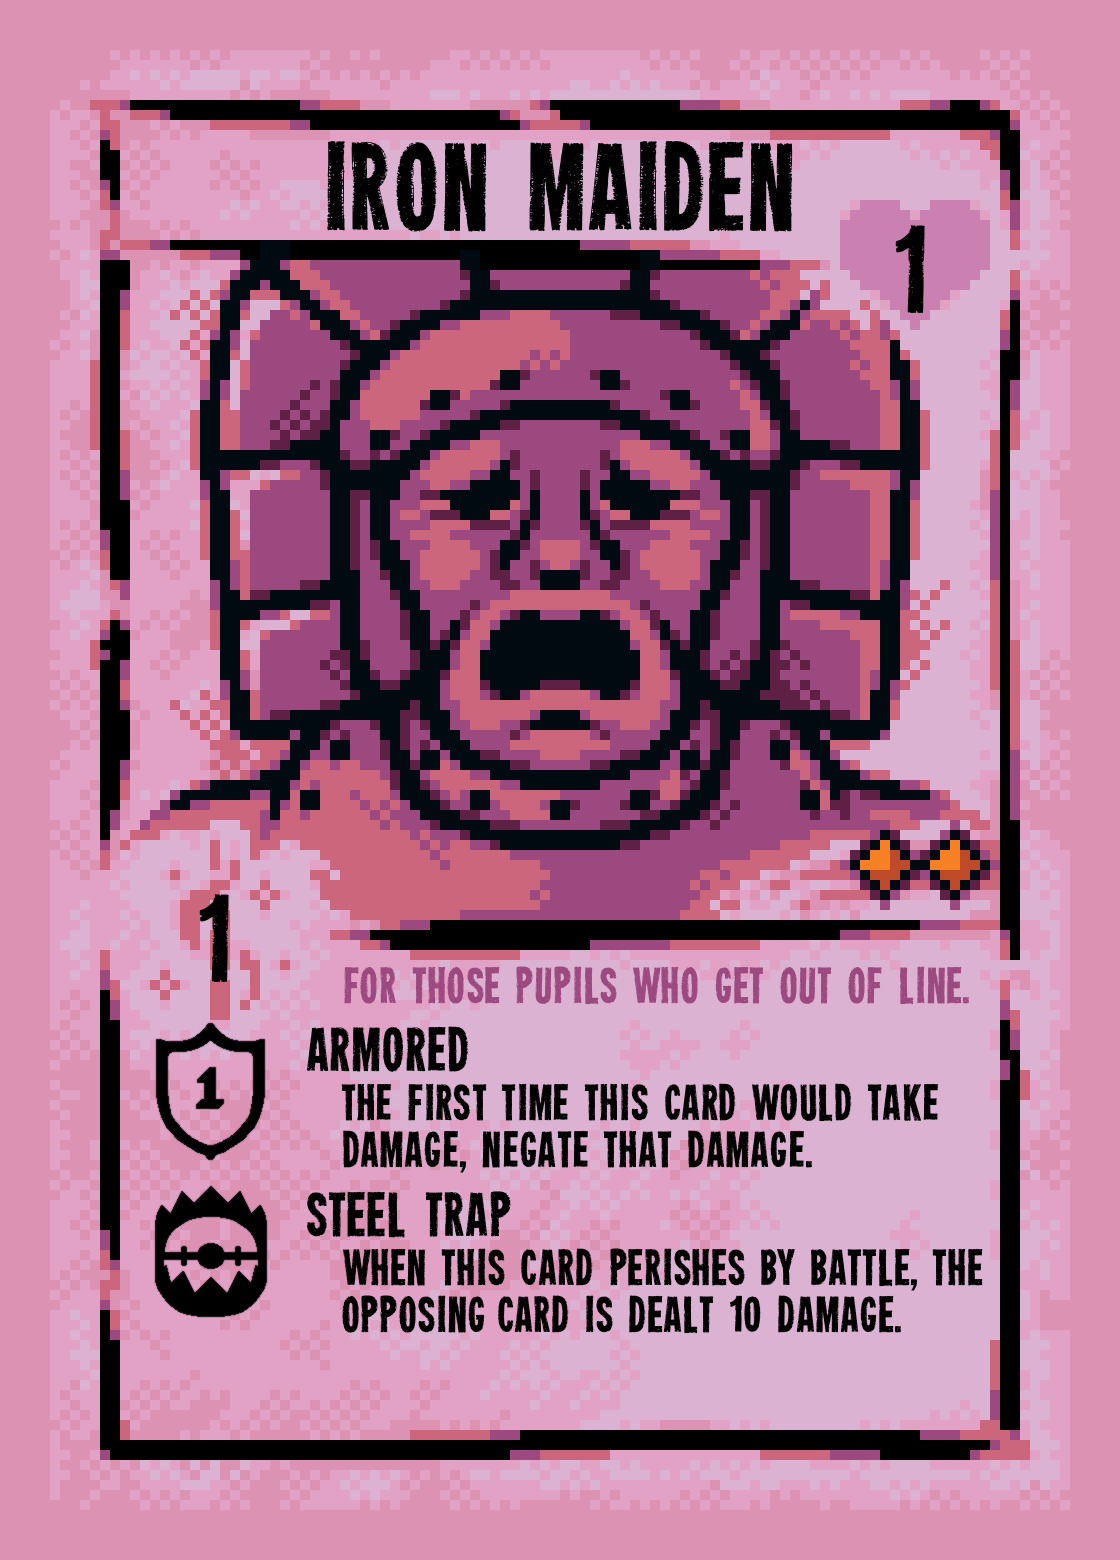 IRON MAIDEN
1
1
FOR THOSE PUPILS WHO GET OUT OF LINE.
1
ARMORED
THE FIRST TIME THIS CARD WOULD TAKE
DAMAGE, NEGATE THAT DAMAGE.
STEEL TRAP
WHEN THIS CARD PERISHES BY BATTLE, THE
OPPOSING CARD IS DEALT 10 DAMAGE.